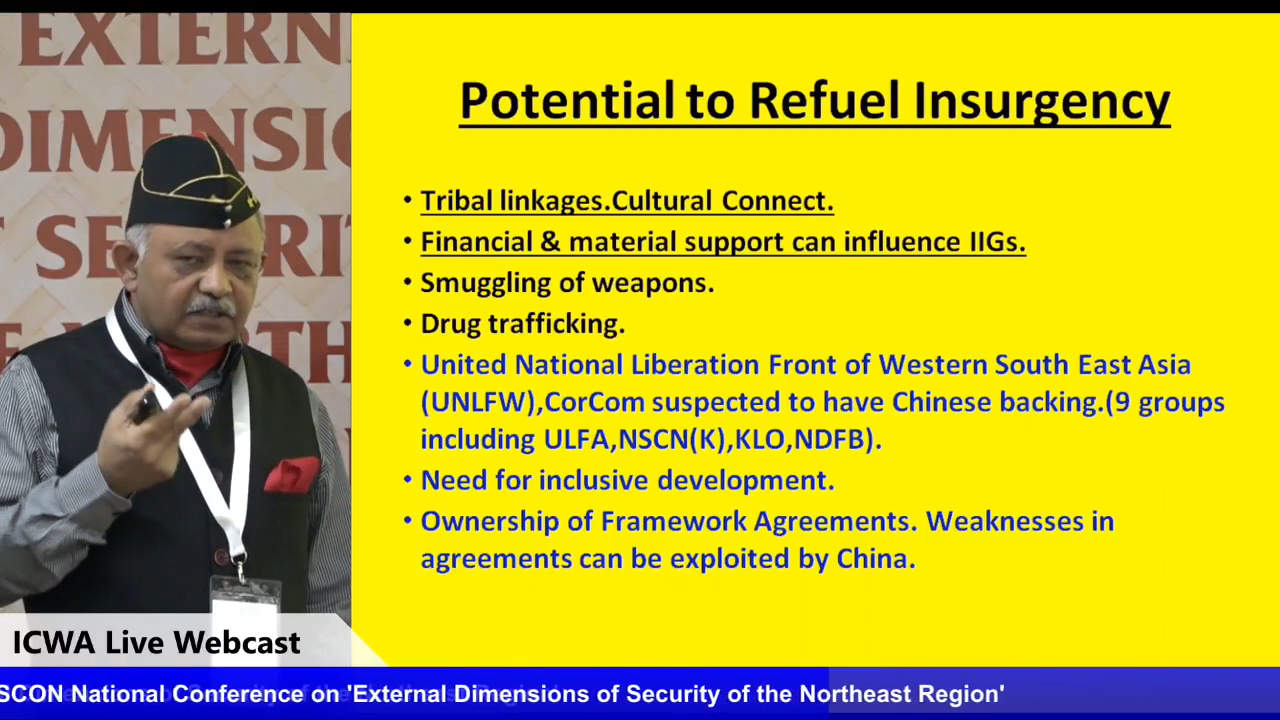 EXTERN
DIMENSIO
SE
RI
RTH
Potential to Refuel Insurgency
• Tribal linkages.Cultural Connect.
• Financial & material support can influence IIGs.
• Smuggling of weapons.
• Drug trafficking.
• United National Liberation Front of Western South East Asia
(UNLFW),CorCom suspected to have Chinese backing.(9 groups
including ULFA,NSCN(K),KLO,NDFB).
• Need for inclusive development.
• Ownership of Framework Agreements. Weaknesses in
agreements can be exploited by China.
ICWA Live Webcast
SCON National Conference on 'External Dimensions of Security of the Northeast Region'